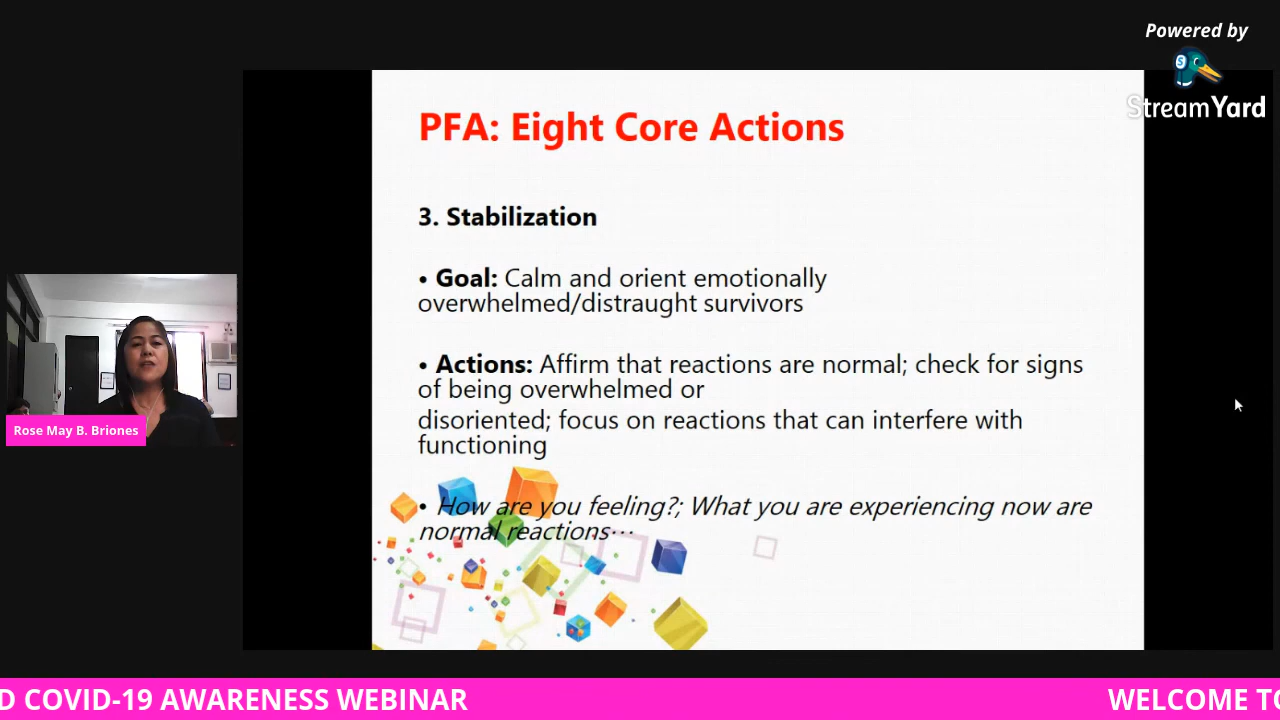 Powered by
StreamYard
PFA: Eight Core Actions
3. Stabilization
• Goal: Calm and orient emotionally
overwhelmed/distraught survivors
• Actions: Affirm that reactions are normal; check for signs
of being overwhelmed or
disoriented; focus on reactions that can interfere with
functioning
• How are you feeling?; What you are experiencing now are
normal reactions…
Rose May B. Briones
D COVID-19 AWARENESS WEBINAR
WELCOME TO